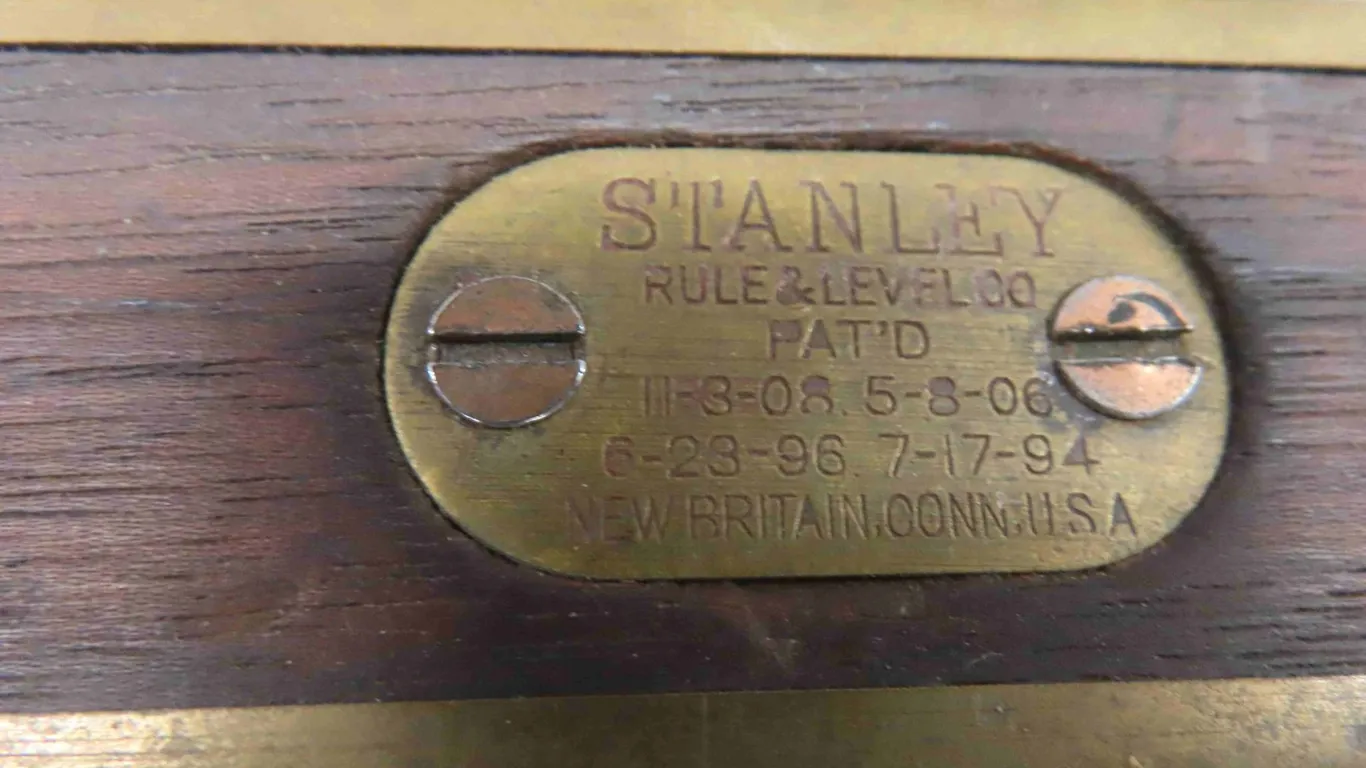 STANLEY
RULE & LEVEL CO
PAT'D
11-3-08. 5-8-06
6-23-96. 7-17-94
NEW BRITAIN, CONN. U.S.A